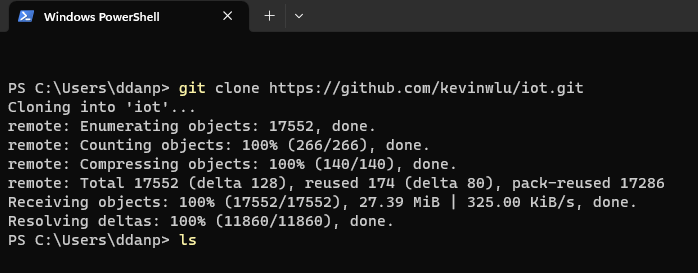 Windows PowerShell
PS C:\Users\ddanp> git clone https://github.com/kevinwlu/iot.git
Cloning into 'iot'...
remote: Enumerating objects: 17552, done.
remote: Counting objects: 100% (266/266), done.
remote: Compressing objects: 100% (140/140), done.
remote: Total 17552 (delta 128), reused 174 (delta 80), pack-reused 17286
Receiving objects: 100% (17552/17552), 27.39 MiB | 325.00 KiB/s, done.
Resolving deltas: 100% (11860/11860), done.
PS C:\Users\ddanp> ls